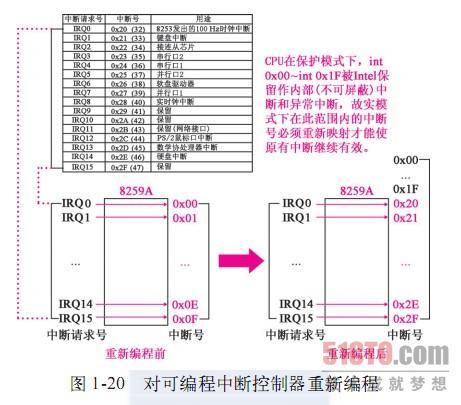 中断请求号 中断号 用途
IRQ0 0x20 (32) 8253发出的100 Hz时钟中断
IRQ1 0x21 (33) 键盘中断
IRQ2 0x22 (34) 接连从芯片
IRQ3 0x23 (35) 串行口2
IRQ4 0x24 (36) 串行口1
IRQ5 0x25 (37) 并行口2
IRQ6 0x26 (38) 软盘驱动器
IRQ7 0x27 (39) 并行口1
IRQ8 0x28 (40) 实时钟中断
IRQ9 0x29 (41) 保留
IRQ10 0x2A (42) 保留
IRQ11 0x2B (43) 保留(网络接口)
IRQ12 0x2C (44) PS/2鼠标口中断
IRQ13 0x2D (45) 数学协处理器中断
IRQ14 0x2E (46) 硬盘中断
IRQ15 0x2F (47) 保留
CPU在保护模式下，int
0x00~int 0x1F被Intel保
留作内部(不可屏蔽)中
断和异常中断，故实模
式下在此范围内的中断
号必须重新映射才能使
原有中断继续有效。
8259A
IRQ0 0x00
IRQ1 0x01
... ...
IRQ14 0x0E
IRQ15 0x0F
中断请求号 中断号
重新编程前
0x00
...
0x1F
8259A
IRQ0 0x20
IRQ1 0x21
... ...
IRQ14 0x2E
IRQ15 0x2F
中断请求号 中断号
重新编程后
图 1-20 对可编程中断控制器重新编程